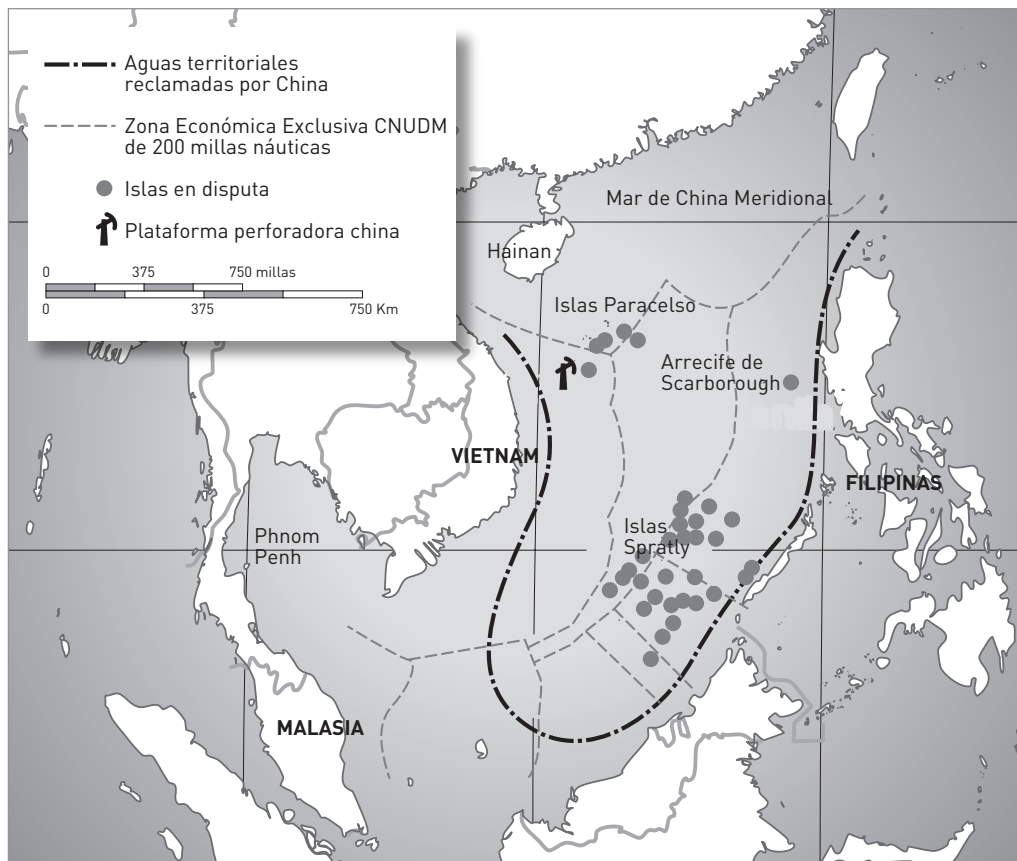 Aguas territoriales
reclamadas por China
Zona Económica Exclusiva CNUDM
de 200 millas náuticas
Islas en disputa
Plataforma perforadora china
0 375 750 millas
0 375 750 Km
Mar de China Meridional
Hainan
Islas Paracelso
Arrecife de
Scarborough
VIETNAM
FILIPINAS
Islas
Spratly
Phnom
Penh
MALASIA